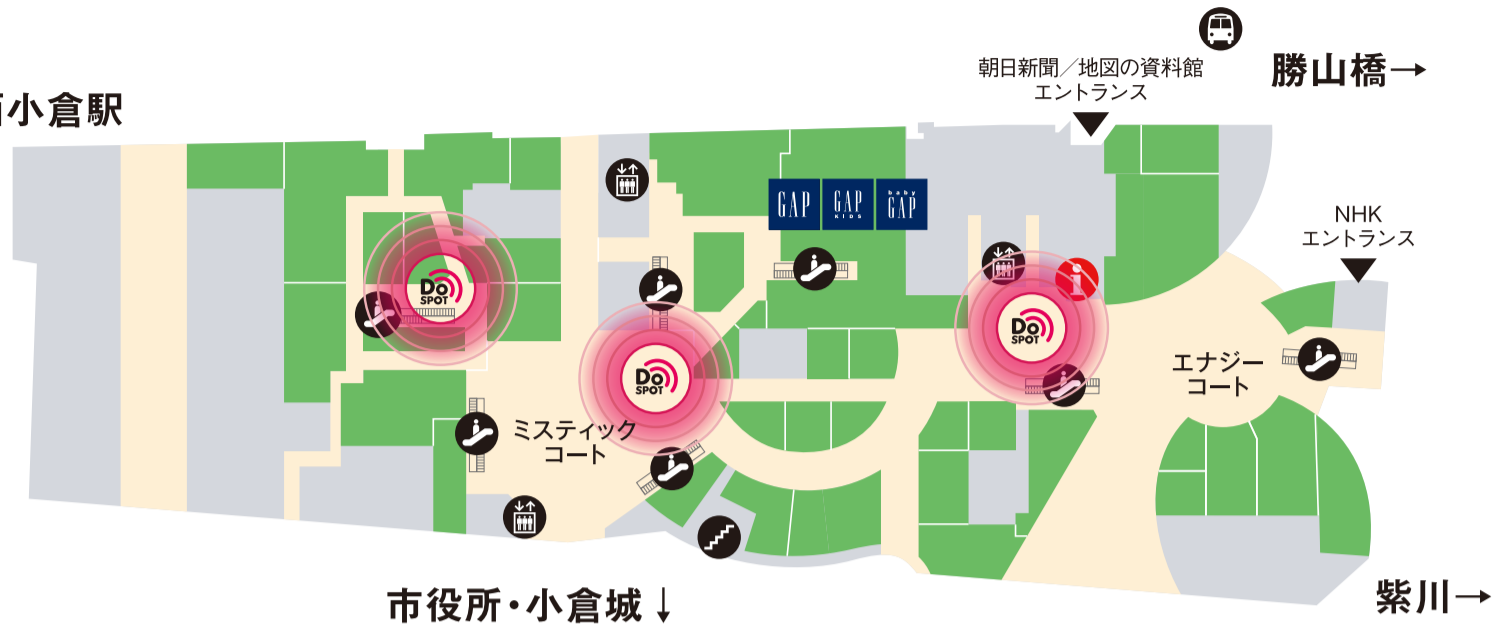 朝日新聞／地図の資料館
エントランス
勝山橋→
西小倉駅
GAP
GAP
KIDS
baby
GAP
NHK
エントランス
Do
SPOT
Do
SPOT
Do
SPOT
エナジー
コート
ミスティック
コート
市役所・小倉城↓
紫川→